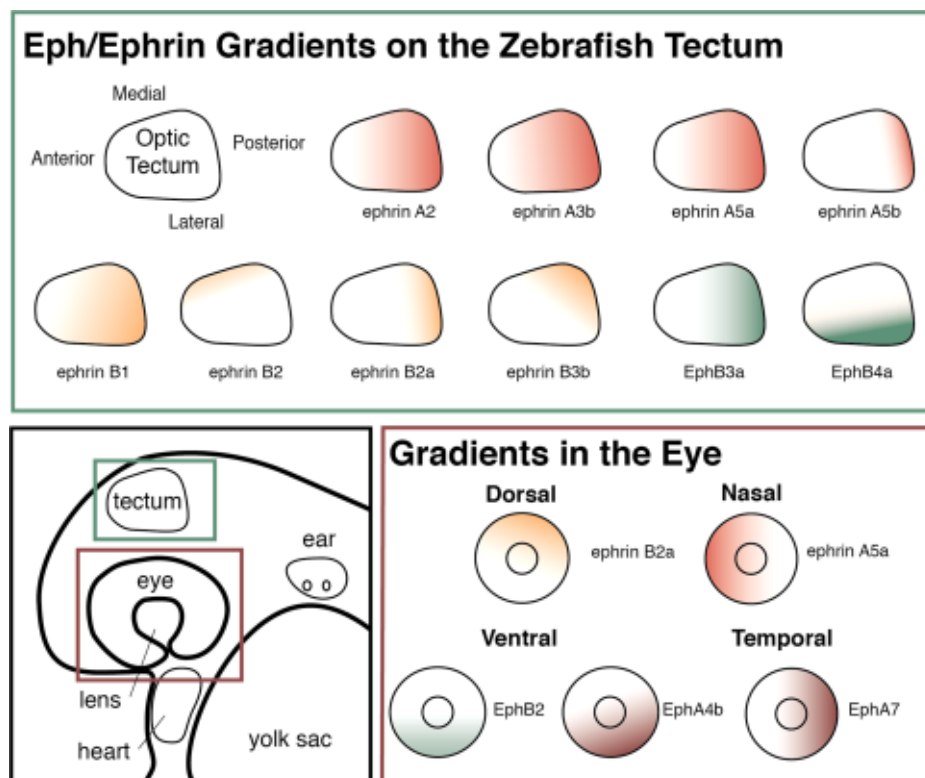 Eph/Ephrin Gradients on the Zebrafish Tectum
Medial
Anterior
Optic
Tectum
Posterior
Lateral
ephrin A2
ephrin A3b
ephrin A5a
ephrin A5b
ephrin B1
ephrin B2
ephrin B2a
ephrin B3b
EphB3a
EphB4a
tectum
eye
ear
lens
heart
yolk sac
Gradients in the Eye
Dorsal
Nasal
ephrin B2a
ephrin A5a
Ventral
Temporal
EphB2
EphA4b
EphA7